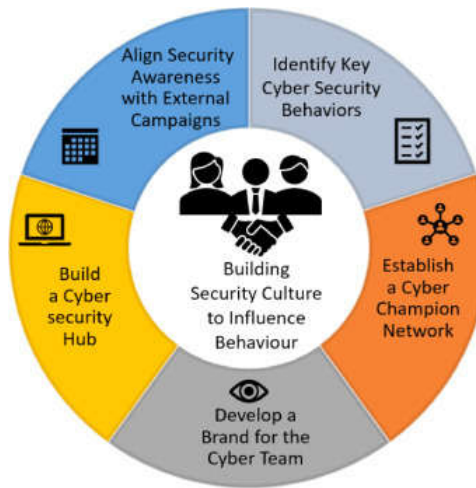 Align Security
Awareness
with External
Campaigns
Identify Key
Cyber Security
Behaviors
Establish
a Cyber
Champion
Network
Develop a
Brand for the
Cyber Team
Build
a Cyber
security
Hub
Building
Security Culture
to Influence
Behaviour